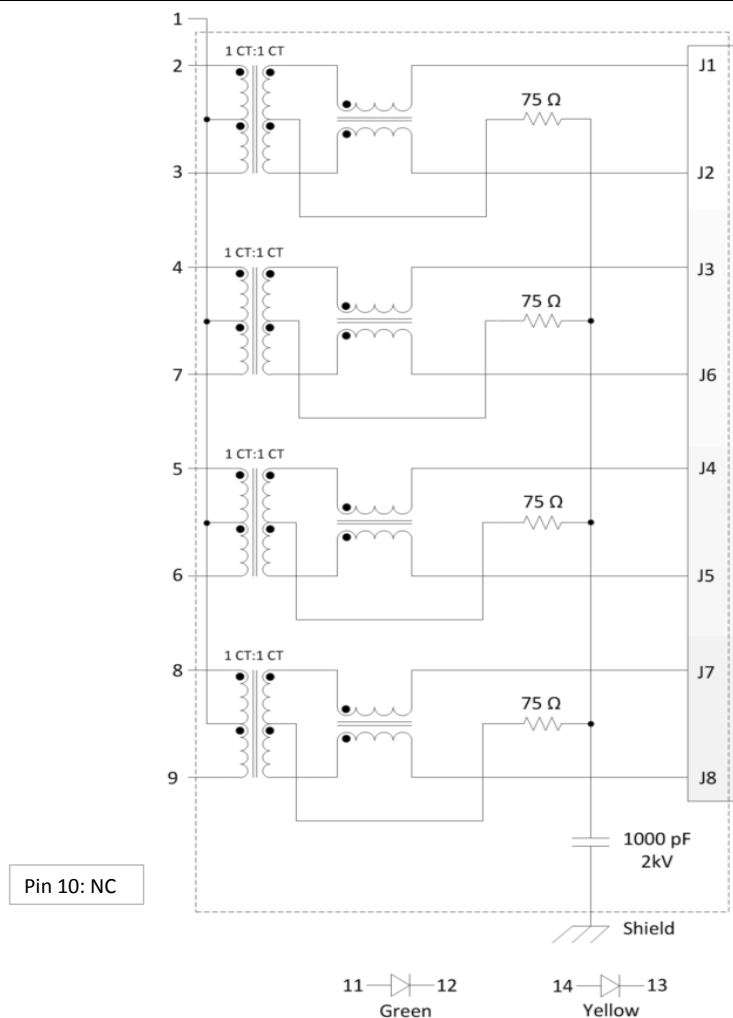 1
1 CT:1 CT
2
J1
75 Ω
3
J2
1 CT:1 CT
4
J3
75 Ω
7
J6
1 CT:1 CT
5
J4
75 Ω
6
J5
1 CT:1 CT
8
J7
75 Ω
9
J8
1000 pF
2kV
Pin 10: NC
Shield
11 12
Green
14 13
Yellow